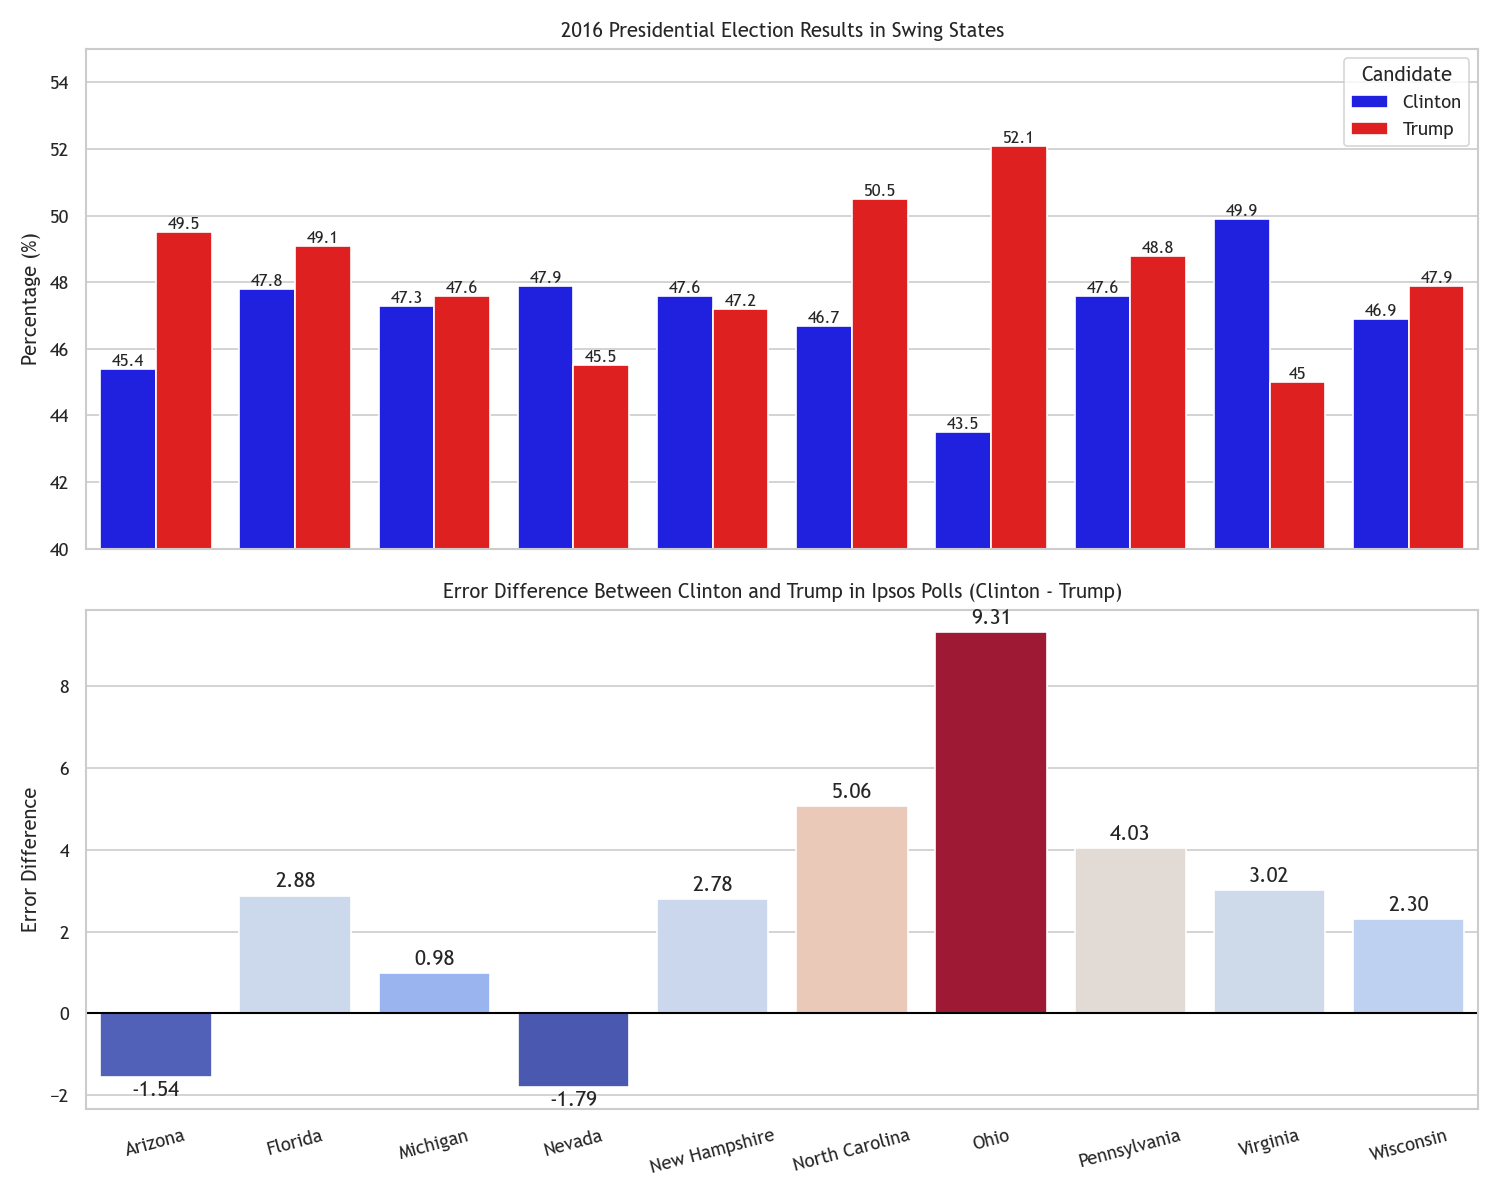 2016 Presidential Election Results in Swing States
Percentage (%)
54
52
50
48
46
44
42
40
Candidate
Clinton
Trump
45.4
49.5
47.8
49.1
47.3
47.6
47.9
45.5
47.6
47.2
46.7
50.5
43.5
52.1
47.6
48.8
49.9
45
46.9
47.9
Error Difference Between Clinton and Trump in Ipsos Polls (Clinton - Trump)
Error Difference
8
6
4
2
0
−2
-1.54
2.88
0.98
-1.79
2.78
5.06
9.31
4.03
3.02
2.30
Arizona
Florida
Michigan
Nevada
New Hampshire
North Carolina
Ohio
Pennsylvania
Virginia
Wisconsin